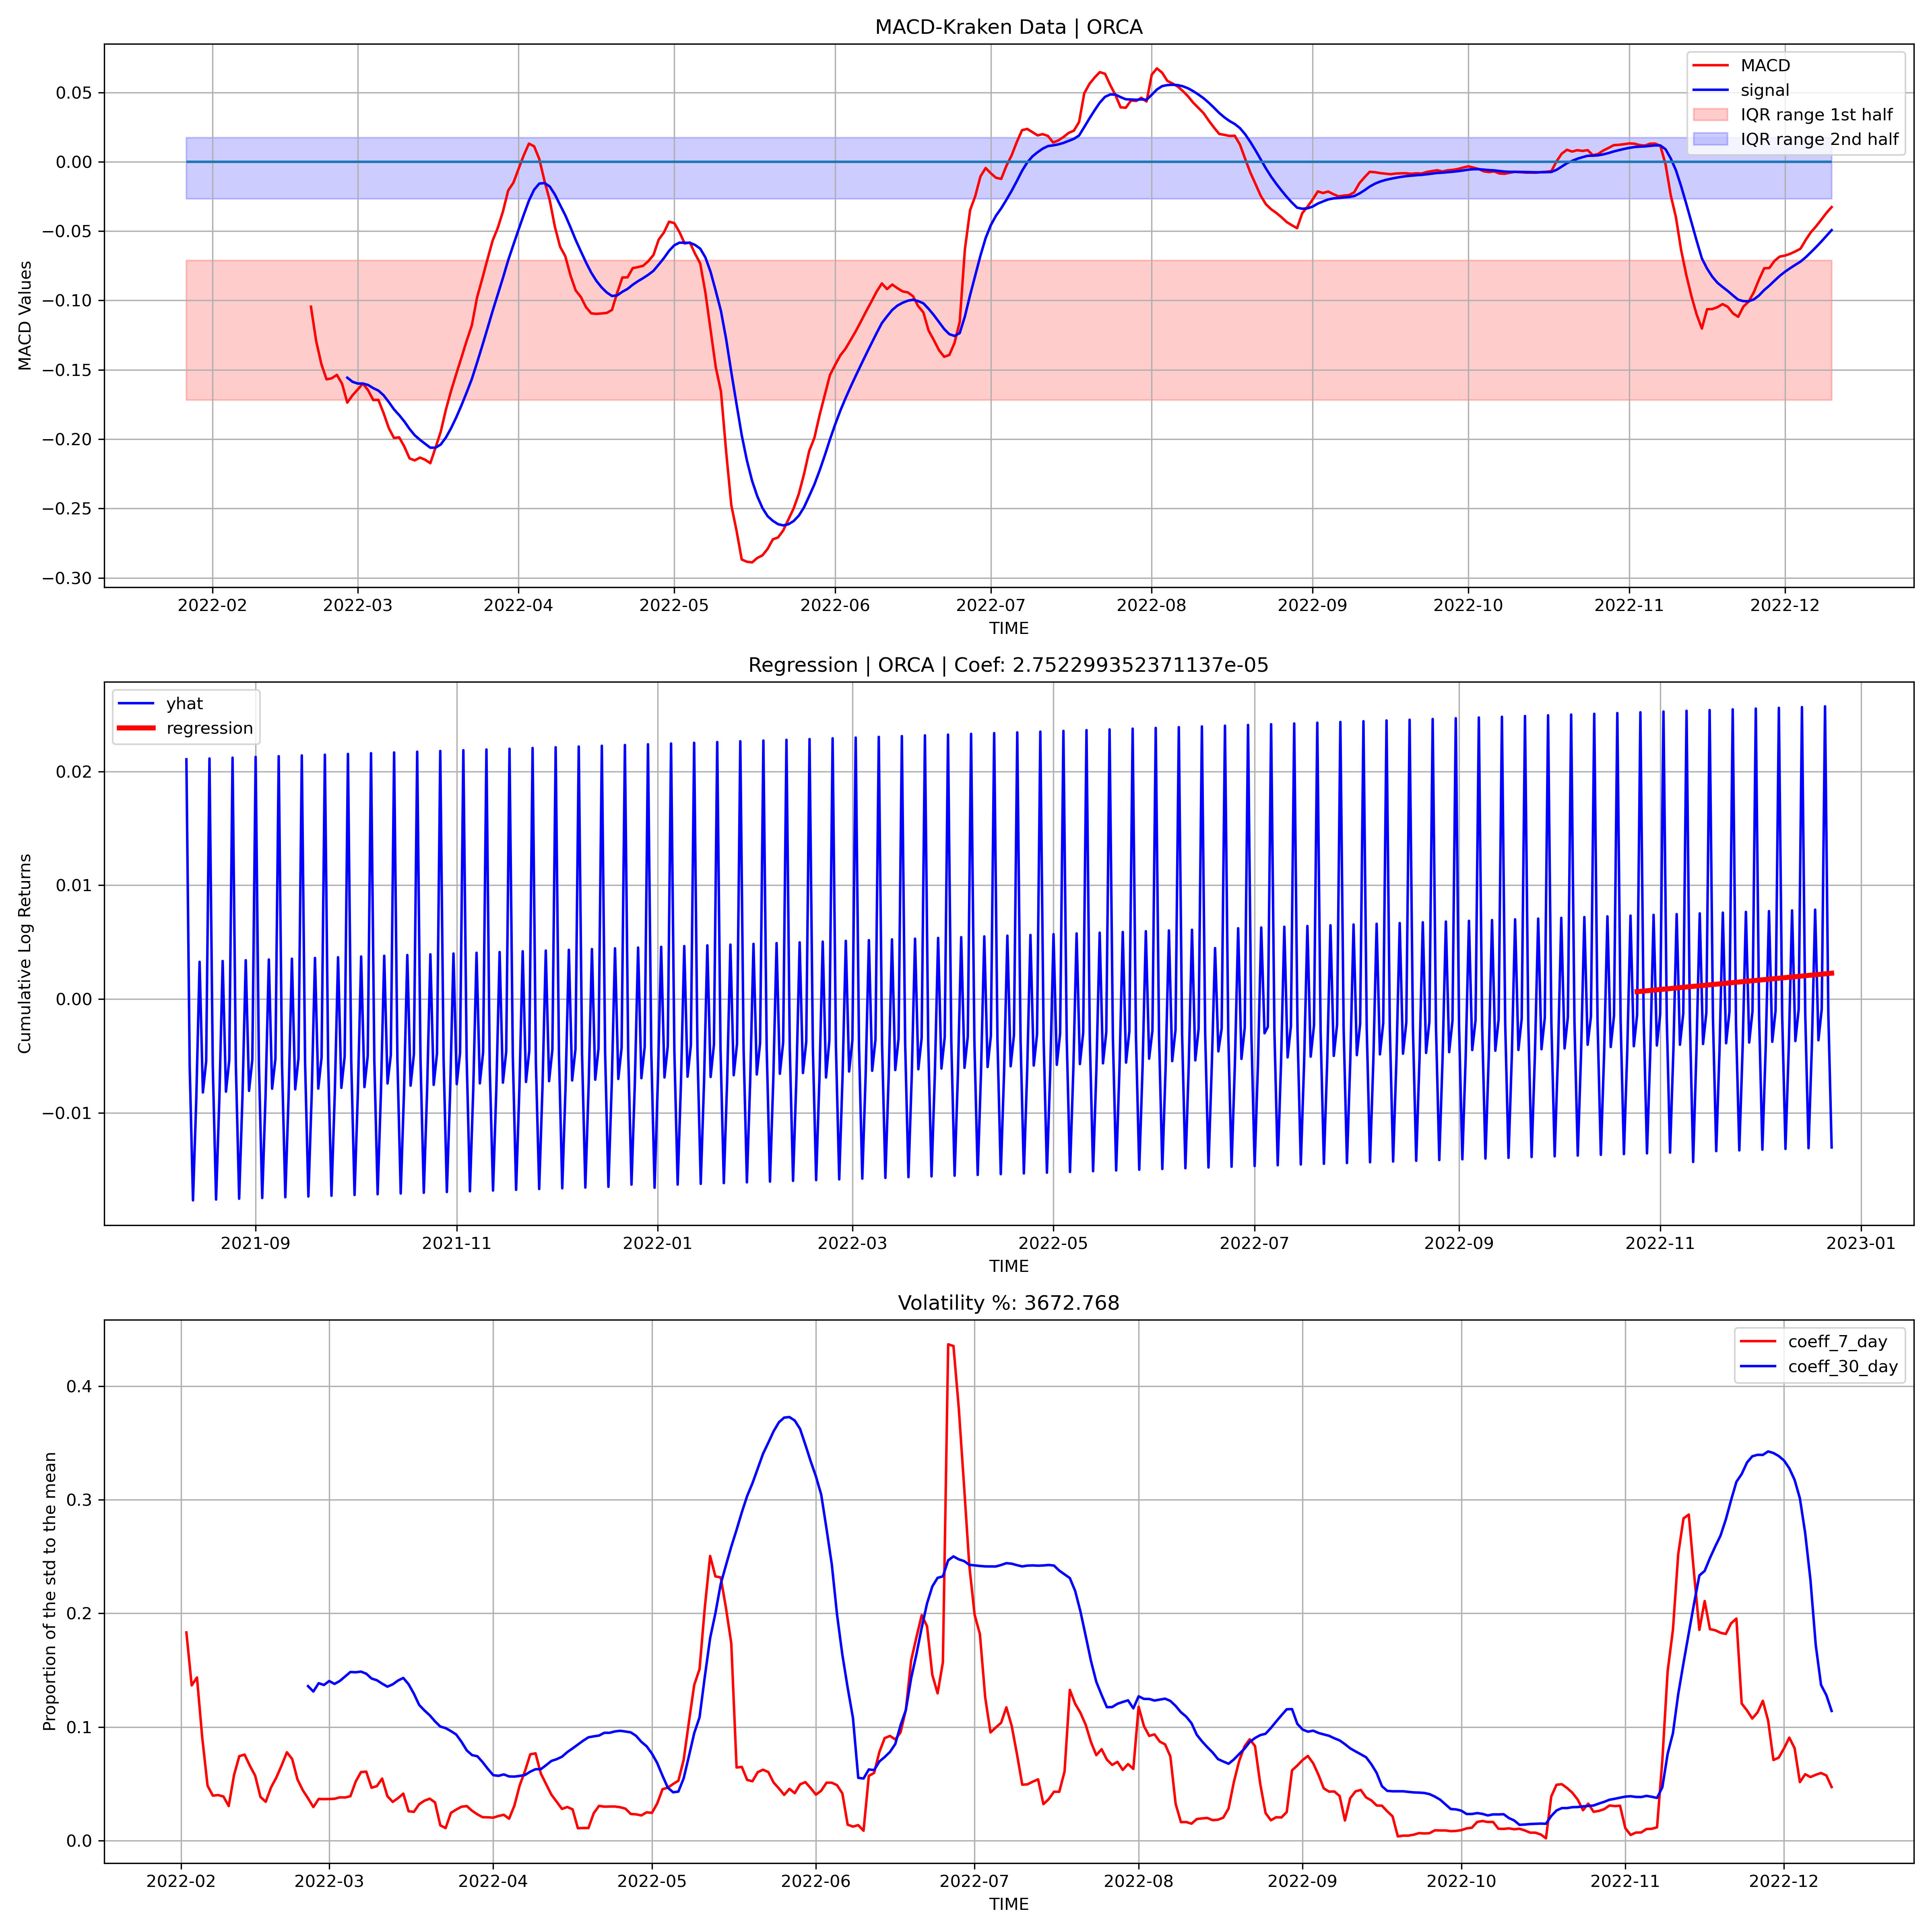 MACD-Kraken Data | ORCA
MACD
signal
IQR range 1st half
IQR range 2nd half
0.05
0.00
−0.05
−0.10
−0.15
−0.20
−0.25
−0.30
MACD Values
2022-02 2022-03 2022-04 2022-05 2022-06 2022-07 2022-08 2022-09 2022-10 2022-11 2022-12
TIME
Regression | ORCA | Coef: 2.752299352371137e-05
yhat
regression
0.02
0.01
0.00
−0.01
Cumulative Log Returns
2021-09 2021-11 2022-01 2022-03 2022-05 2022-07 2022-09 2022-11 2023-01
TIME
Volatility %: 3672.768
coeff_7_day
coeff_30_day
0.4
0.3
0.2
0.1
0.0
Proportion of the std to the mean
2022-02 2022-03 2022-04 2022-05 2022-06 2022-07 2022-08 2022-09 2022-10 2022-11 2022-12
TIME